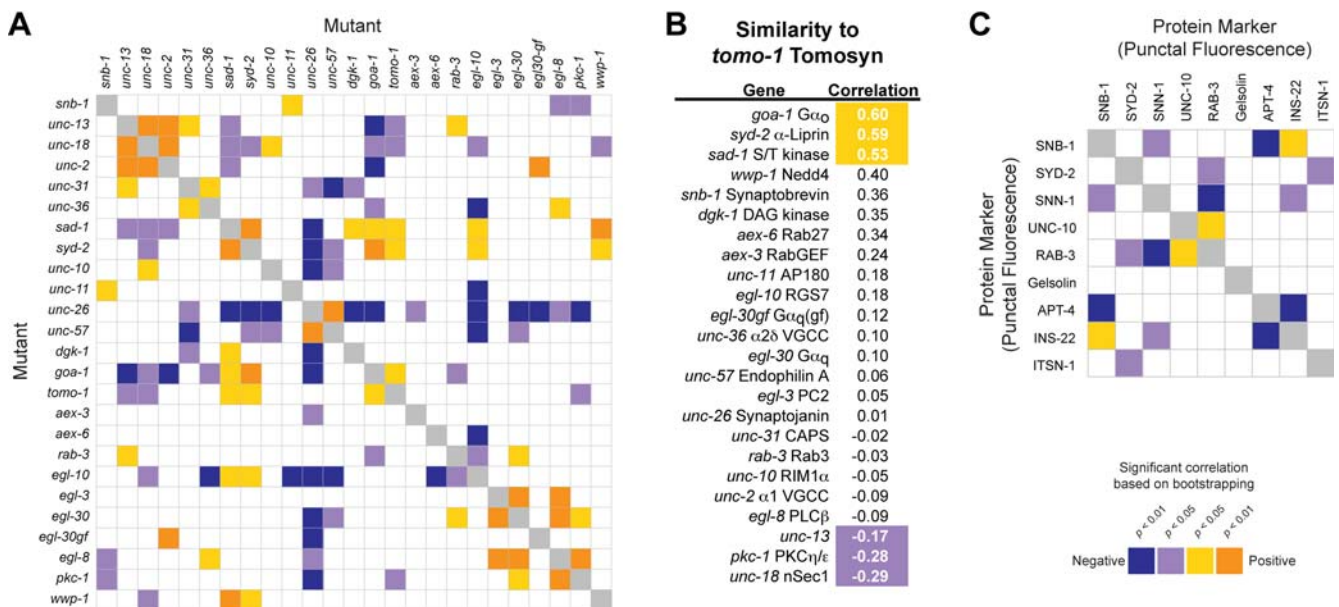 A
Mutant
snb-1
unc-13
unc-18
unc-2
unc-31
unc-36
sad-1
syd-2
unc-10
unc-11
unc-26
unc-57
dgk-1
goa-1
tomo-1
aex-3
aex-6
rab-3
egl-10
egl-3
egl-30
egl30-gf
egl-8
pkc-1
wwp-1
Mutant
snb-1
unc-13
unc-18
unc-2
unc-31
unc-36
sad-1
syd-2
unc-10
unc-11
unc-26
unc-57
dgk-1
goa-1
tomo-1
aex-3
aex-6
rab-3
egl-10
egl-3
egl-30
egl-30gf
egl-8
pkc-1
wwp-1
B
Similarity to
tomo-1 Tomosyn
Gene Correlation
goa-1 Gαo 0.60
syd-2 α-Liprin 0.59
sad-1 S/T kinase 0.53
wwp-1 Nedd4 0.40
snb-1 Synaptobrevin 0.36
dgk-1 DAG kinase 0.35
aex-6 Rab27 0.34
aex-3 RabGEF 0.24
unc-11 AP180 0.18
egl-10 RGS7 0.18
egl-30gf Gαq(gf) 0.12
unc-36 α2δ VGCC 0.10
egl-30 Gαq 0.10
unc-57 Endophilin A 0.06
egl-3 PC2 0.05
unc-26 Synaptojanin 0.01
unc-31 CAPS -0.02
rab-3 Rab3 -0.03
unc-10 RIM1α -0.05
unc-2 α1 VGCC -0.09
egl-8 PLCβ -0.09
unc-13 -0.17
pkc-1 PKCη/ε -0.28
unc-18 nSec1 -0.29
C
Protein Marker
(Punctal Fluorescence)
SNB-1
SYD-2
SNN-1
UNC-10
RAB-3
Gelsolin
APT-4
INS-22
ITSN-1
Protein Marker
(Punctal Fluorescence)
SNB-1
SYD-2
SNN-1
UNC-10
RAB-3
Gelsolin
APT-4
INS-22
ITSN-1
Significant correlation
based on bootstrapping
p < 0.01
p < 0.05
p < 0.05
p < 0.01
Negative
Positive